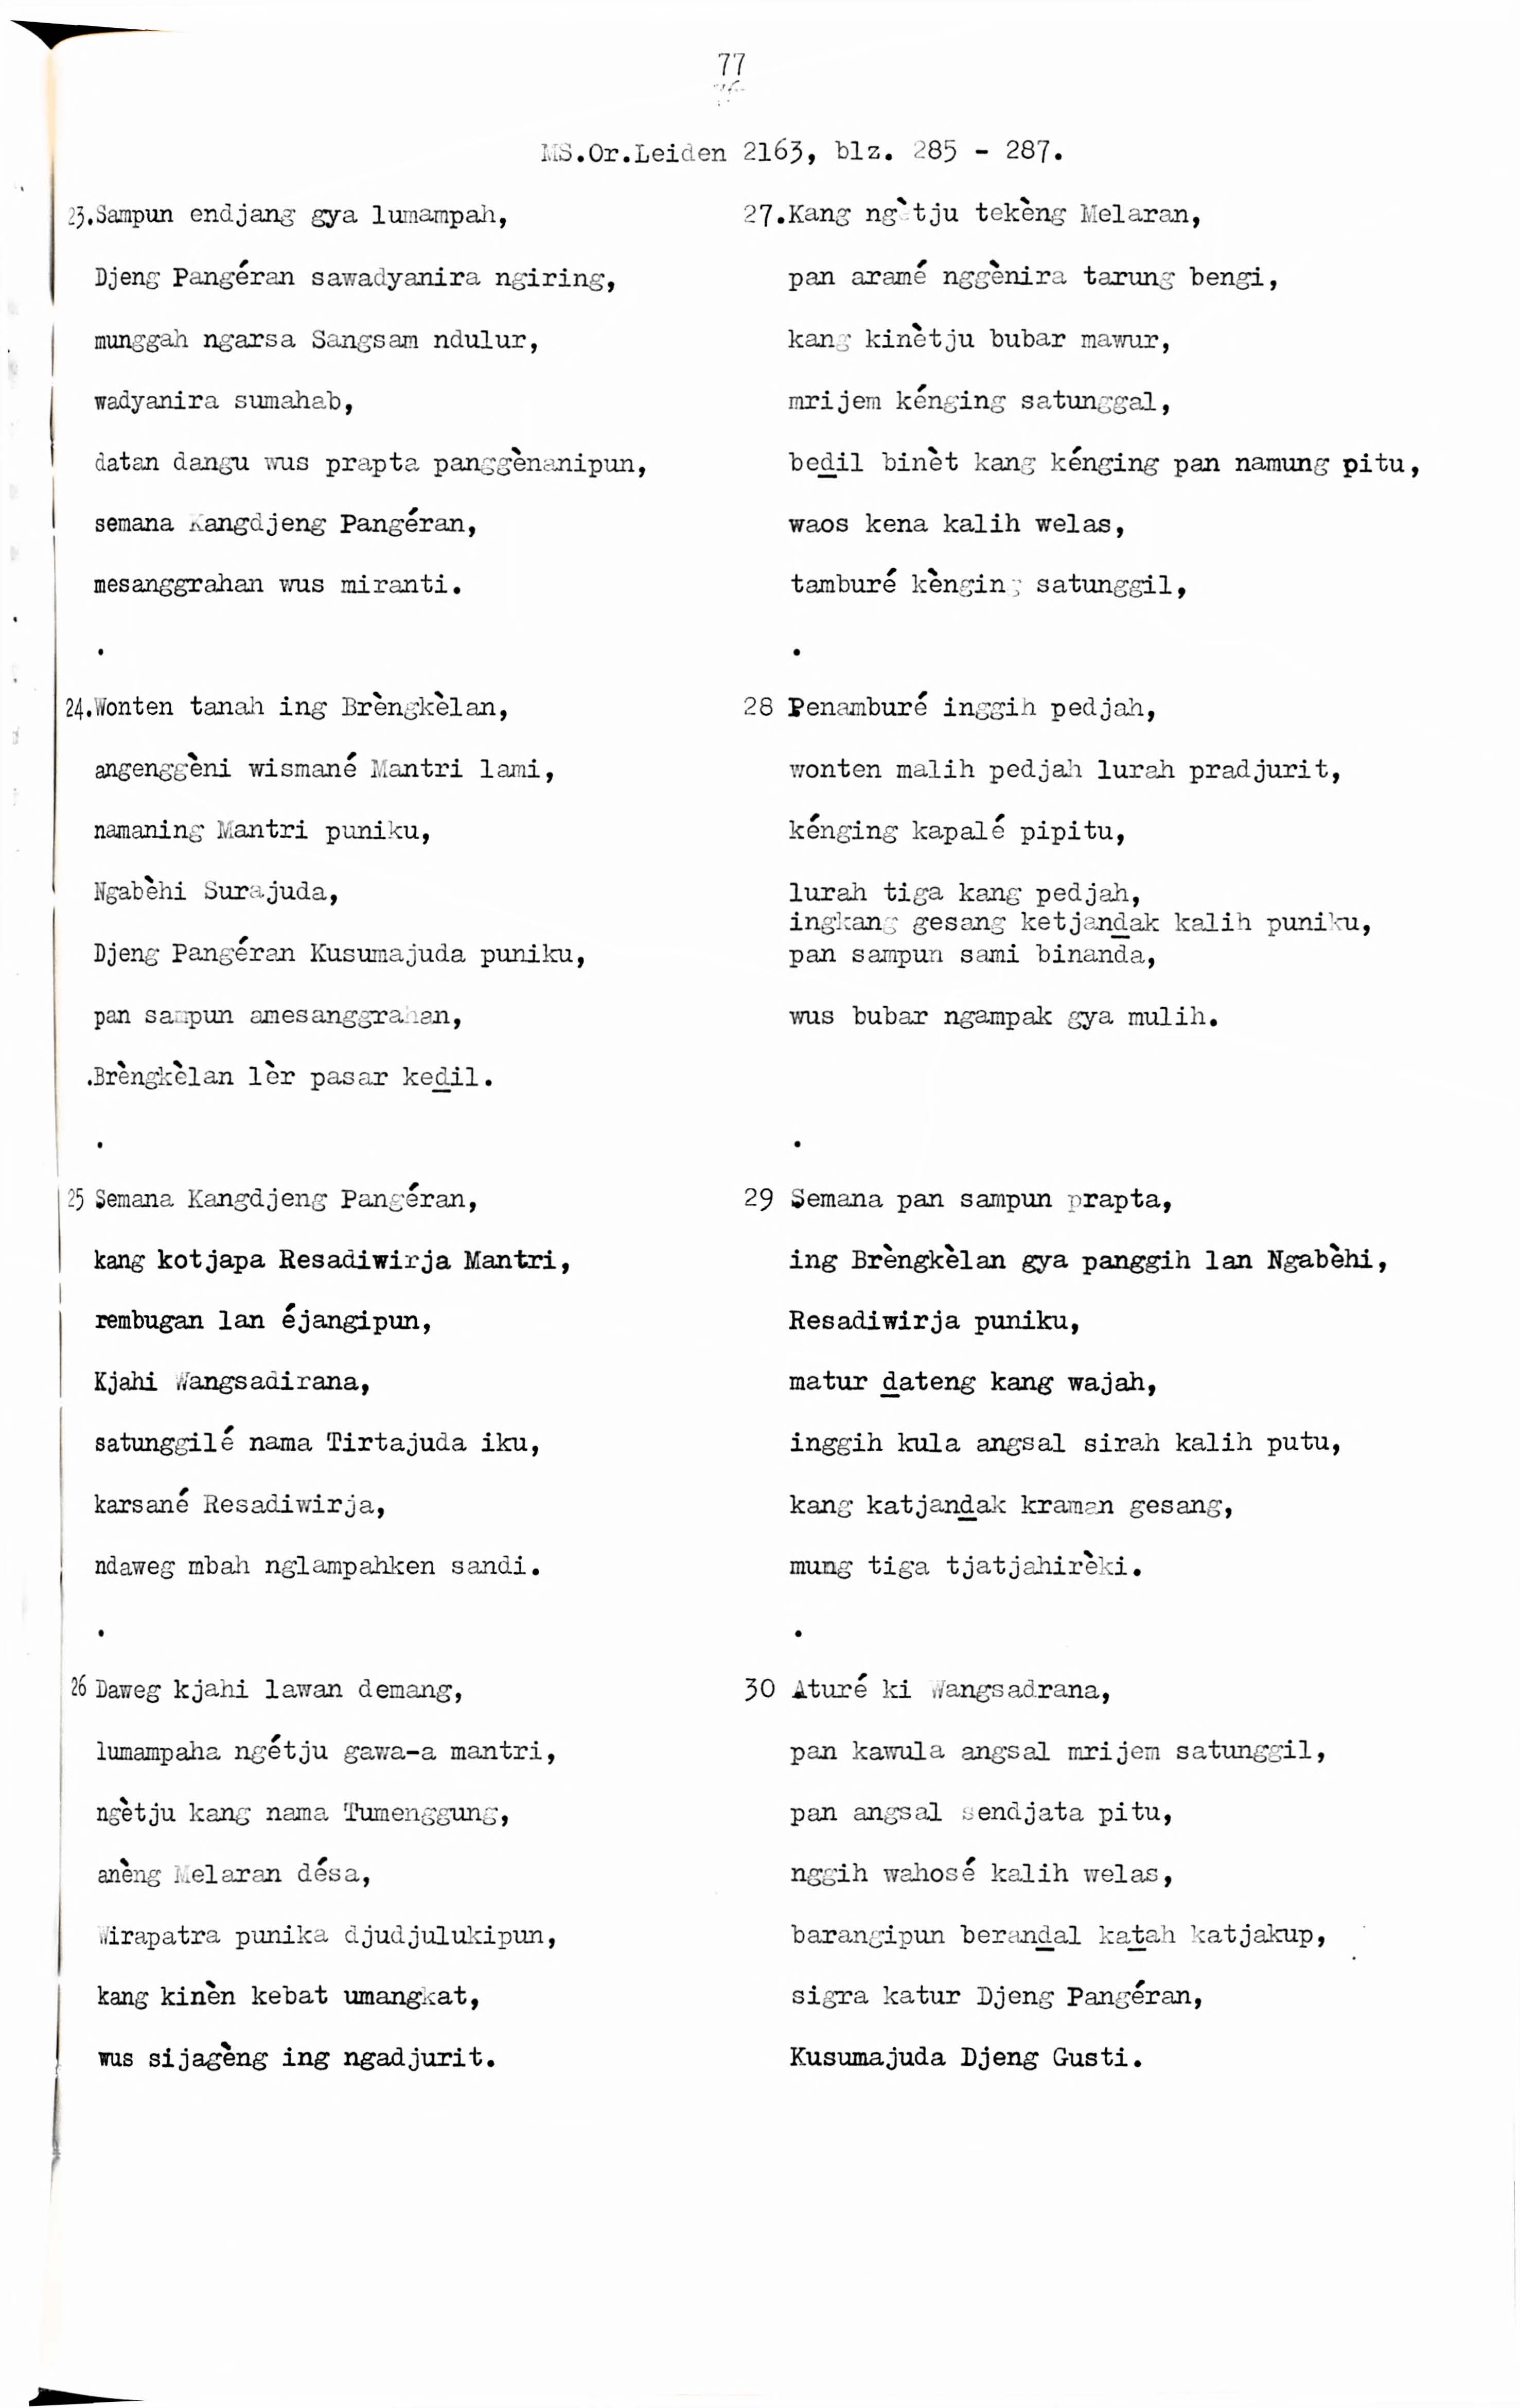 77
MS.Or.Leiden 2163, blz. 285 - 287.
23.Sampun endjang gya lumampah,
Djeng Pangéran sawadyanira ngiring,
munggah ngarsa Sangsam ndulur,
wadyanira sumahab,
datan dangu wus prapta panggènanipun,
semana Kangdjeng Pangéran,
mesanggrahan wus miranti.
.
24.Wonten tanah ing Brèngkèlan,
angenggèni wismané Mantri lami,
namaning Mantri puniku,
Ngabèhi Surajuda,
Djeng Pangéran Kusumajuda puniku,
pan sampun amesanggrahan,
.Brèngkèlan lèr pasar kedil.
.
25 Semana Kangdjeng Pangéran,
kang kotjapa Resadiwirja Mantri,
rembugan lan éjangipun,
Kjahi Wangsadirana,
satunggilé nama Tirtajuda iku,
karsané Resadiwirja,
ndaweg mbah nglampahken sandi.
.
26 Daweg kjahi lawan demang,
lumampaha ngétju gawa-a mantri,
ngètju kang nama Tumenggung,
anèng Melaran désa,
Wirapatra punika djudjulukipun,
kang kinèn kebat umangkat,
wus sijagèng ing ngadjurit.
27.Kang ngètju tekèng Melaran,
pan aramé nggènira tarung bengi,
kang kinètju bubar mawur,
mrijem kénging satunggal,
bedil binèt kang kénging pan namung pitu,
waos kena kalih welas,
tamburé kènging satunggil,
.
28 Penamburé inggih pedjah,
wonten malih pedjah lurah pradjurit,
kénging kapalé pipitu,
lurah tiga kang pedjah,
ingkang gesang ketjandak kalih puniku,
pan sampun sami binanda,
wus bubar ngampak gya mulih.
.
29 Semana pan sampun prapta,
ing Brèngkèlan gya panggih lan Ngabèhi,
Resadiwirja puniku,
matur dateng kang wajah,
inggih kula angsal sirah kalih putu,
kang katjandak kraman gesang,
mung tiga tjatjahirèki.
.
30 Aturé ki Wangsadrana,
pan kawula angsal mrijem satunggil,
pan angsal sendjata pitu,
nggih wahosé kalih welas,
barangipun berandal katah katjakup,
sigra katur Djeng Pangéran,
Kusumajuda Djeng Gusti.